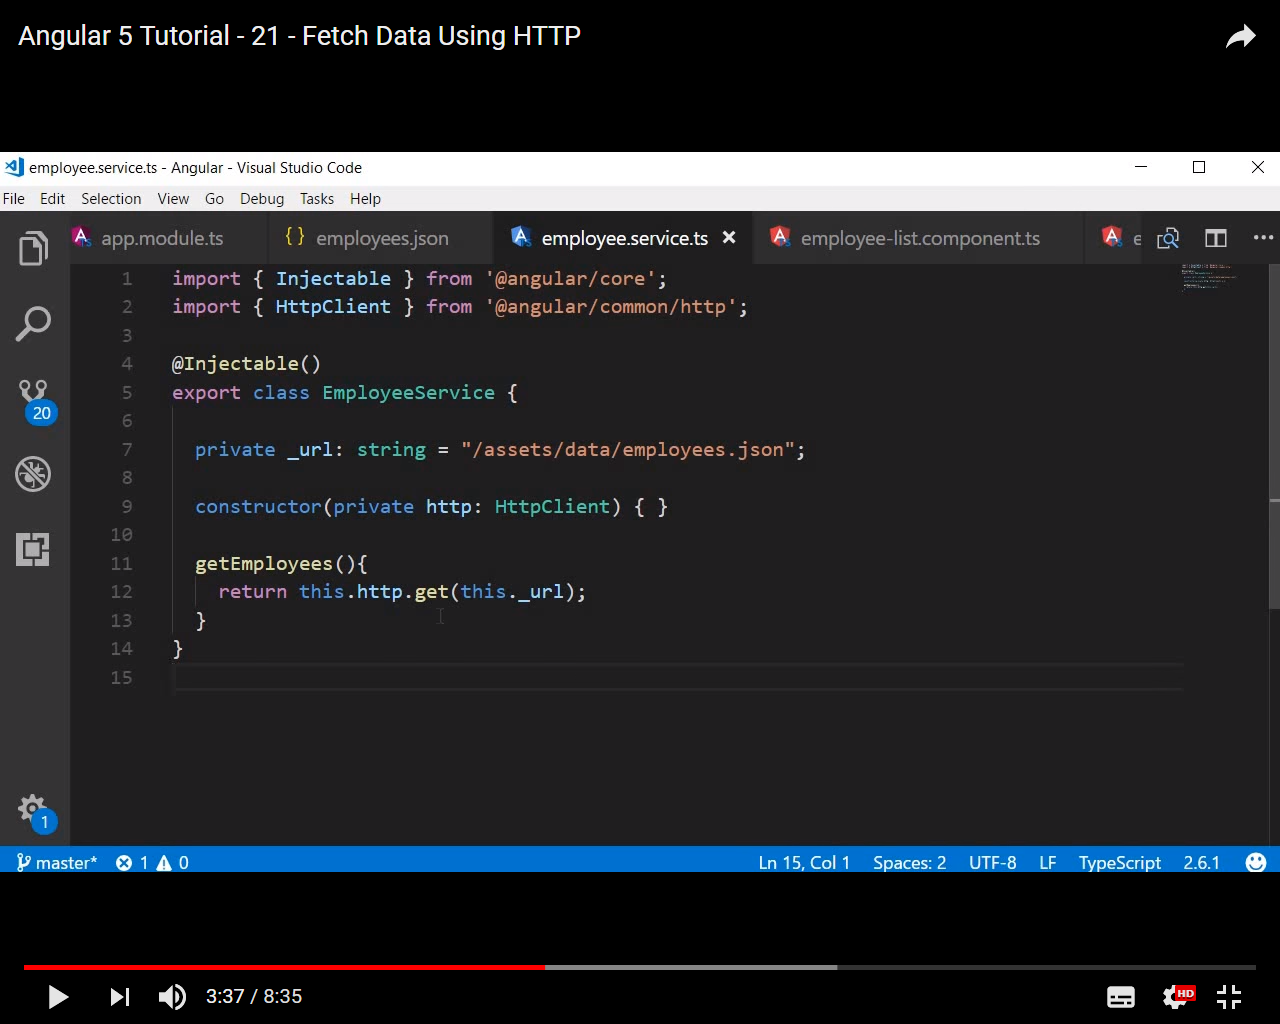 Angular 5 Tutorial - 21 - Fetch Data Using HTTP
employee.service.ts - Angular - Visual Studio Code
File Edit Selection View Go Debug Tasks Help
app.module.ts {} employees.json employee.service.ts employee-list.component.ts e
1 import { Injectable } from '@angular/core';
2 import { HttpClient } from '@angular/common/http';
3
4 @Injectable()
5 export class EmployeeService {
6
7 private _url: string = "/assets/data/employees.json";
8
9 constructor(private http: HttpClient) { }
10
11 getEmployees(){
12 return this.http.get(this._url);
13 }
14 }
15
20
1
master* 1 0 Ln 15, Col 1 Spaces: 2 UTF-8 LF TypeScript 2.6.1
3:37 / 8:35 HD